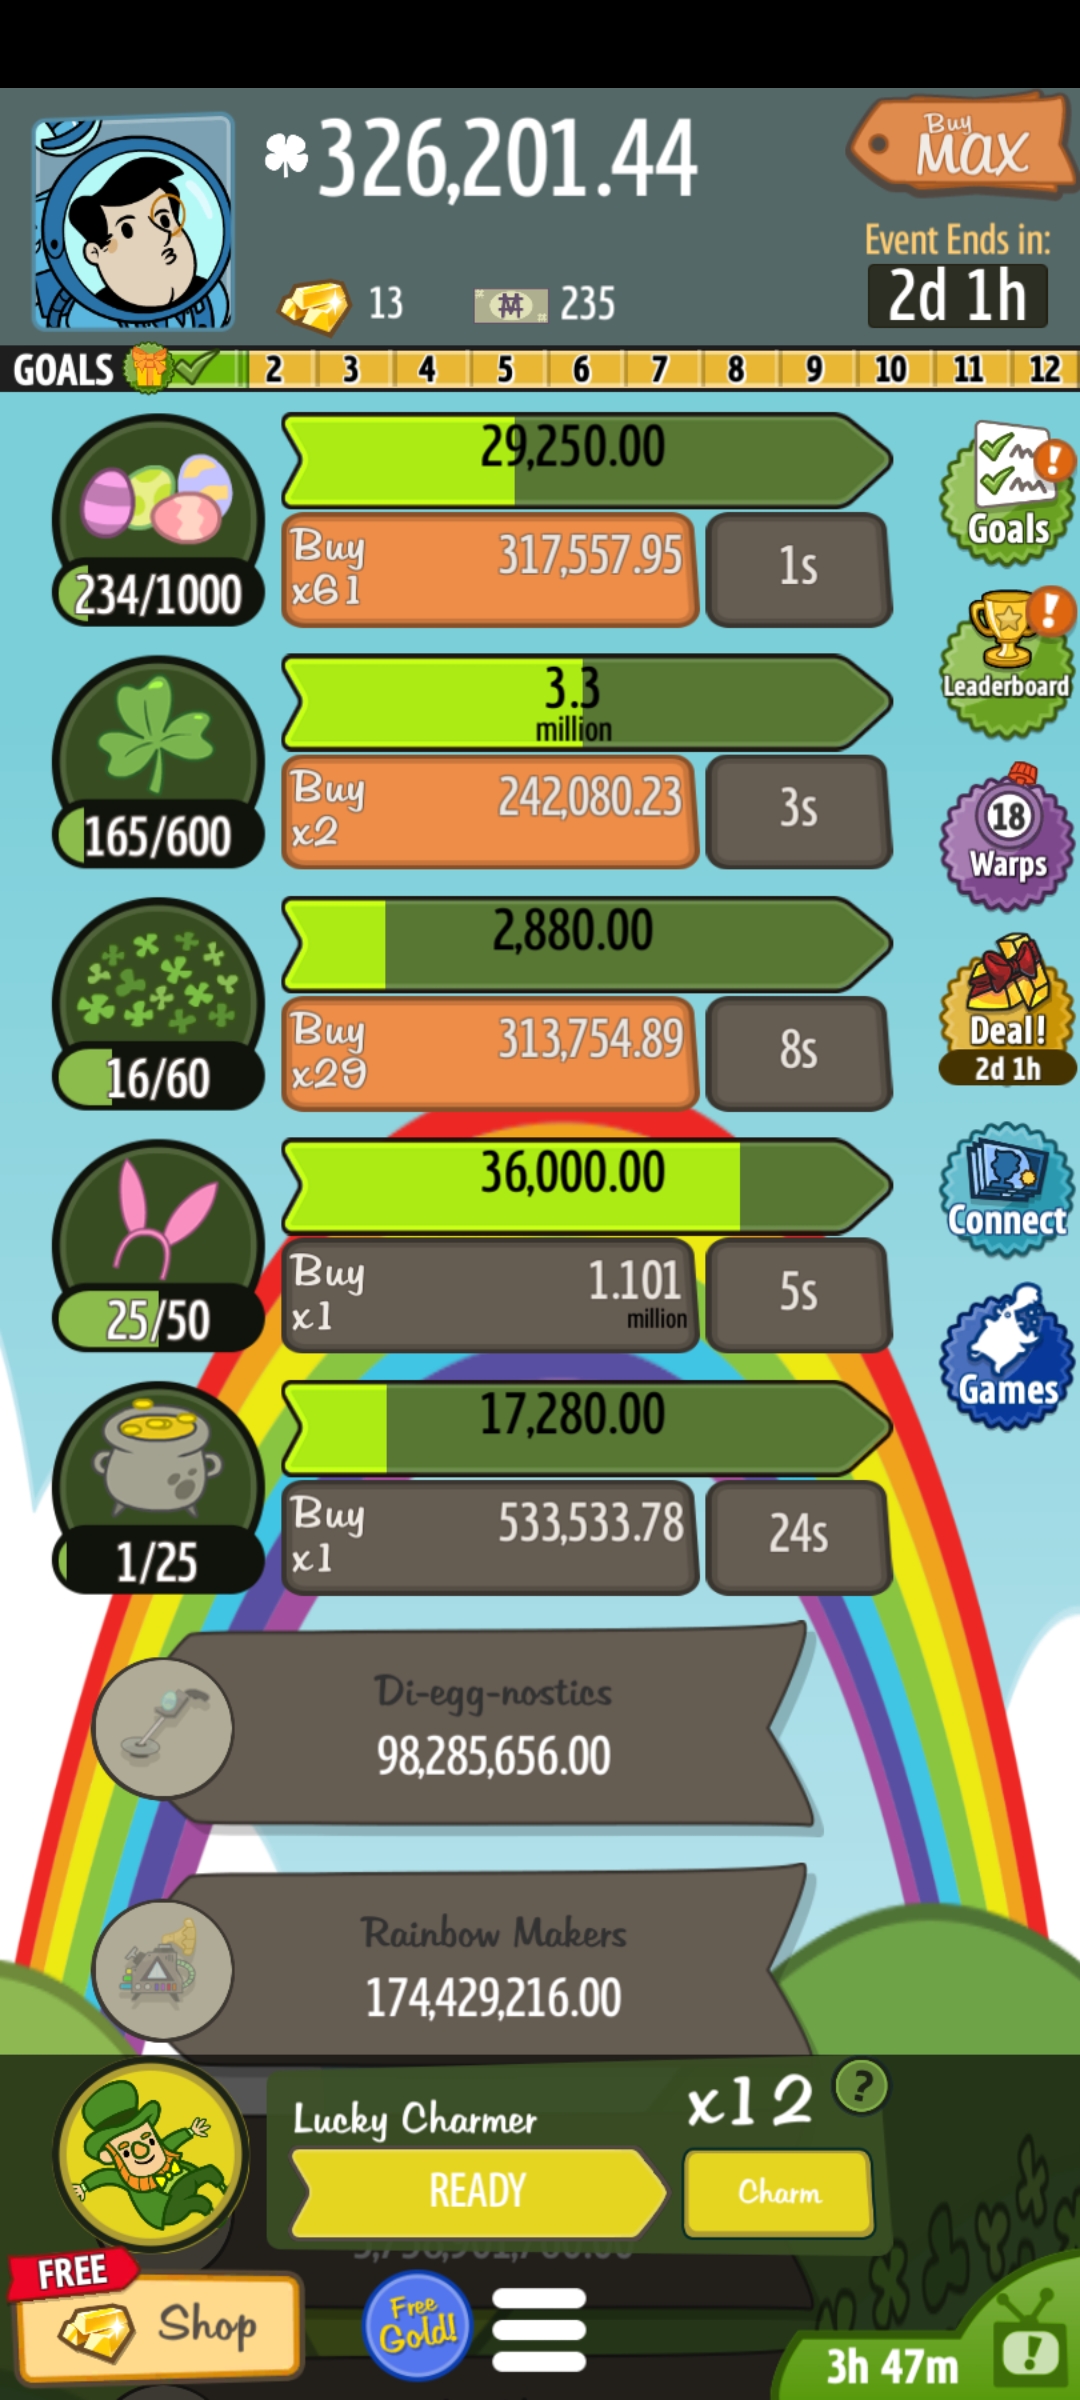 326,201.44
Buy
MAX
Event Ends in:
2d 1h
13
235
GOALS 2 3 4 5 6 7 8 9 10 11 12
29,250.00
Buy
x61
317,557.95
1s
234/1000
Goals
3.3
million
Buy
x2
242,080.23
3s
165/600
Leaderboard
18
Warps
2,880.00
Buy
x29
313,754.89
8s
16/60
Deal!
2d 1h
36,000.00
Buy
x1
1.101
million
5s
25/50
Connect
17,280.00
Buy
x1
533,533.78
24s
1/25
Games
Di-egg-nostics
98,285,656.00
Rainbow Makers
174,429,216.00
Lucky Charmer
x12
?
READY
Charm
FREE
Shop
Free
Gold!
3h 47m